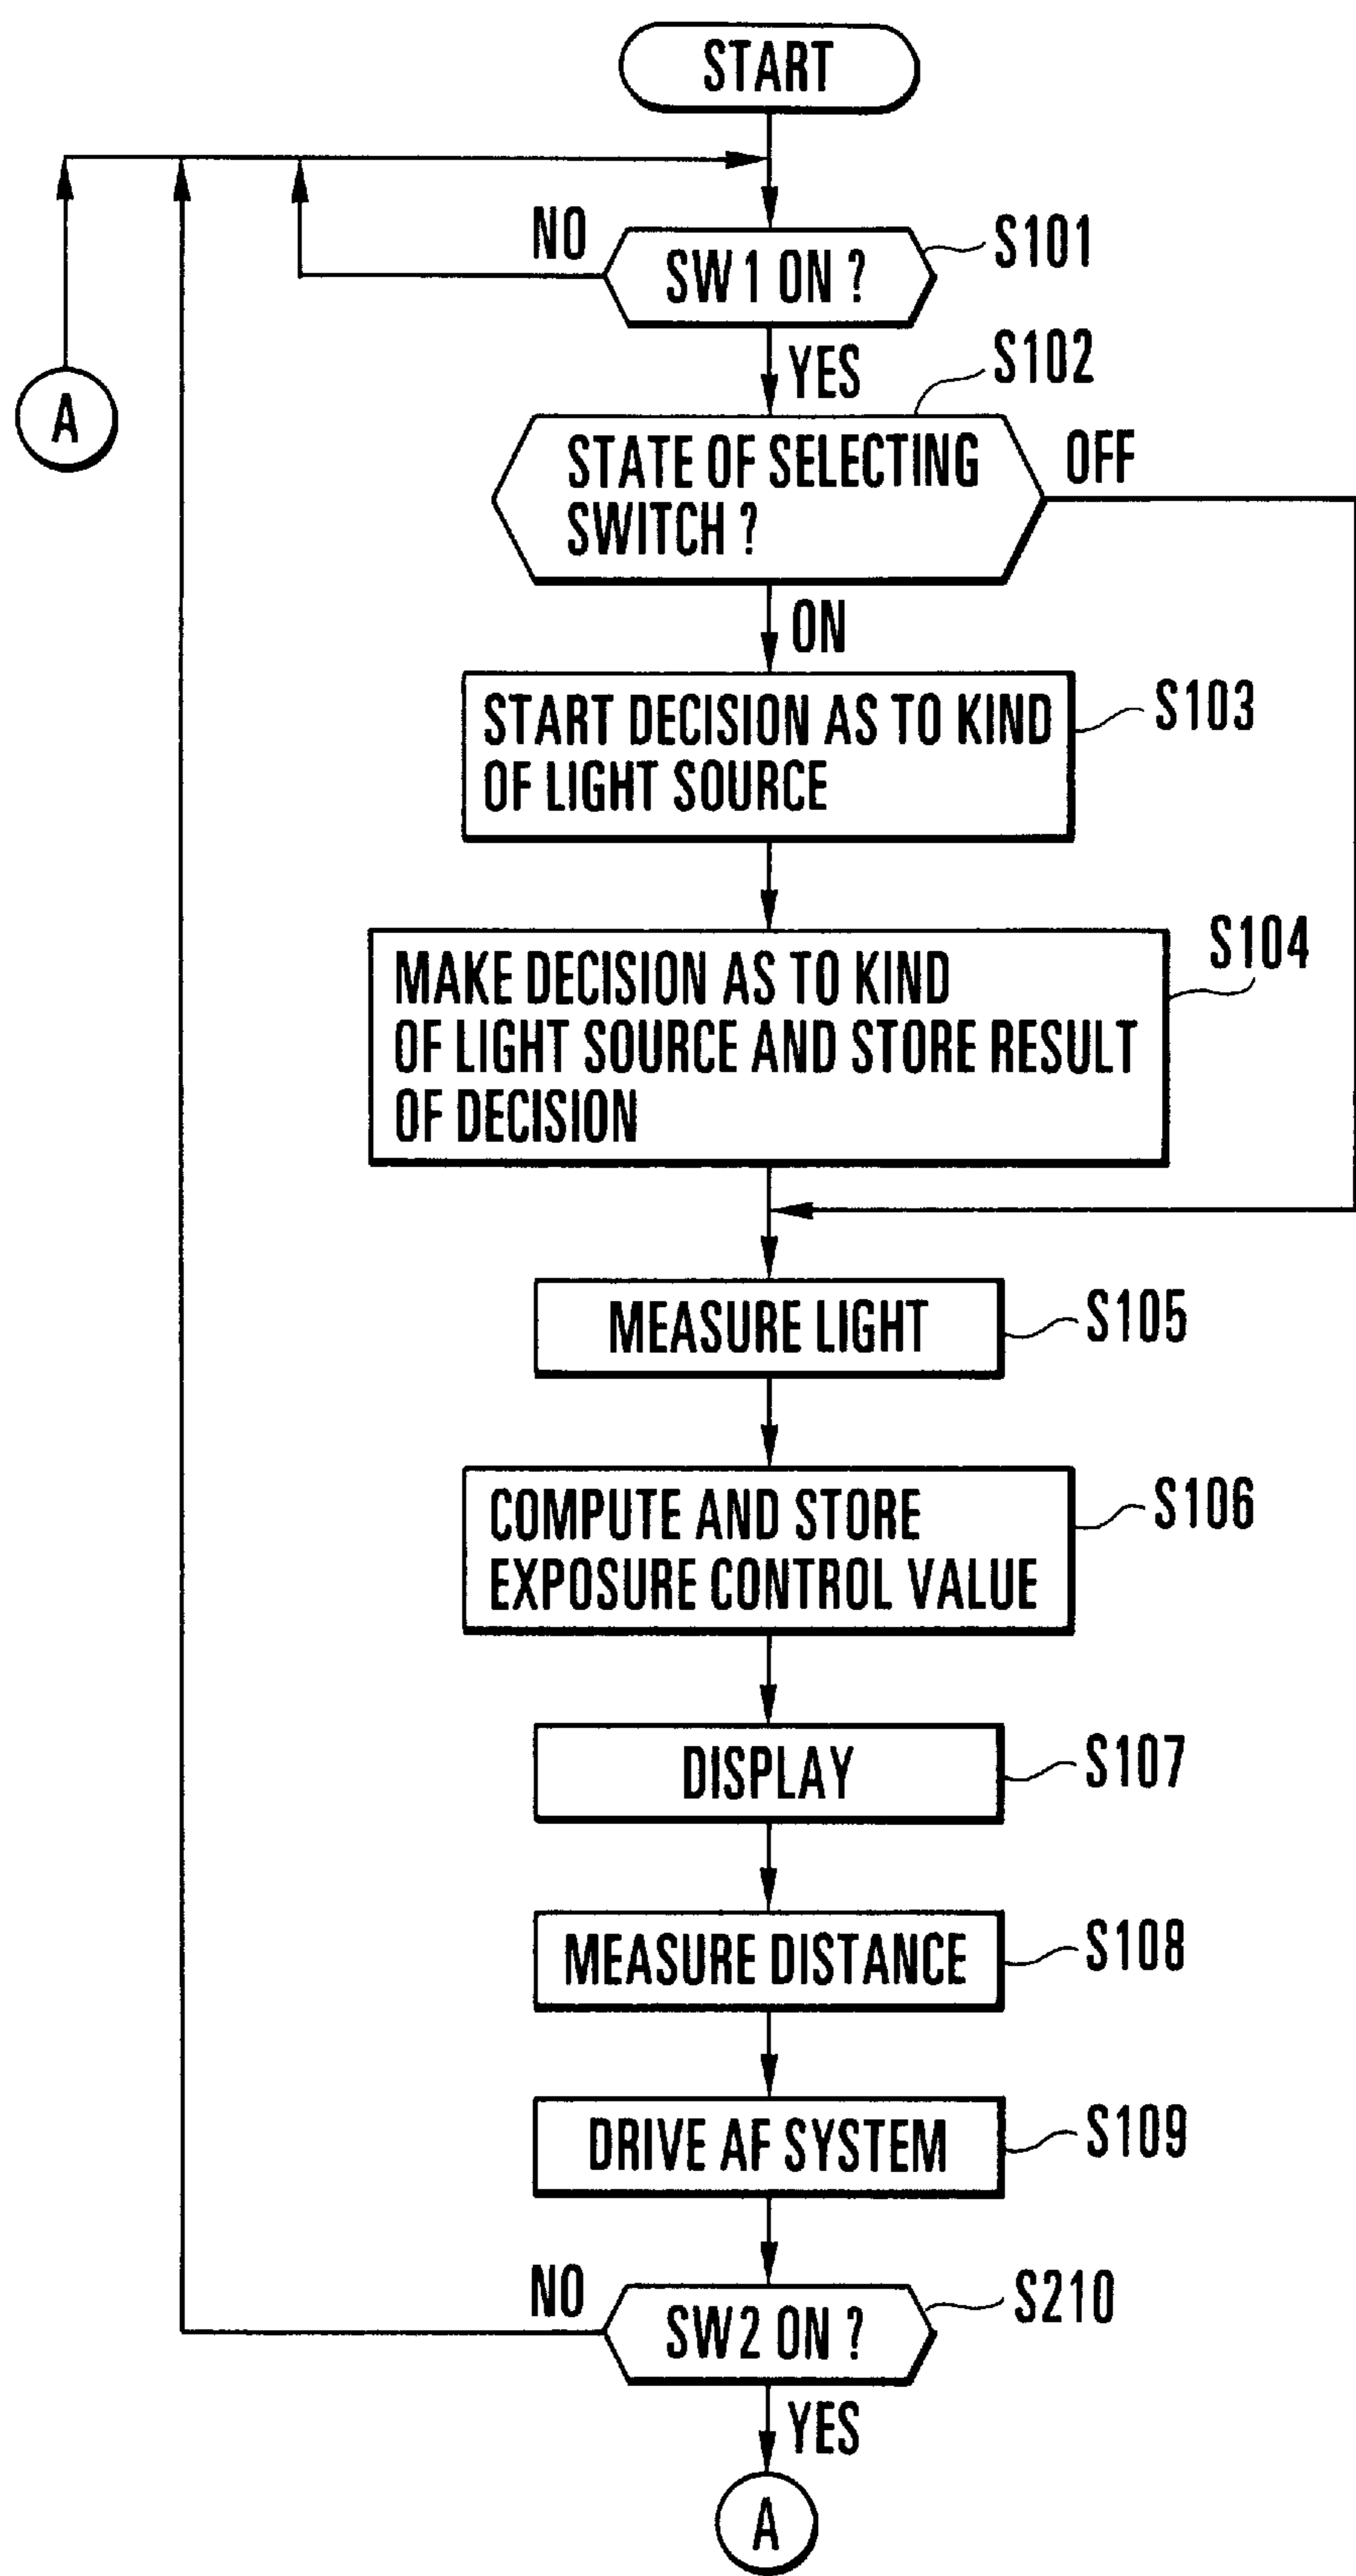 START
NO
SW1 ON ?
S101
YES
S102
A
STATE OF SELECTING
SWITCH ?
OFF
ON
START DECISION AS TO KIND
OF LIGHT SOURCE
S103
MAKE DECISION AS TO KIND
OF LIGHT SOURCE AND STORE RESULT
OF DECISION
S104
MEASURE LIGHT
S105
COMPUTE AND STORE
EXPOSURE CONTROL VALUE
S106
DISPLAY
S107
MEASURE DISTANCE
S108
DRIVE AF SYSTEM
S109
NO
SW2 ON ?
S210
YES
A